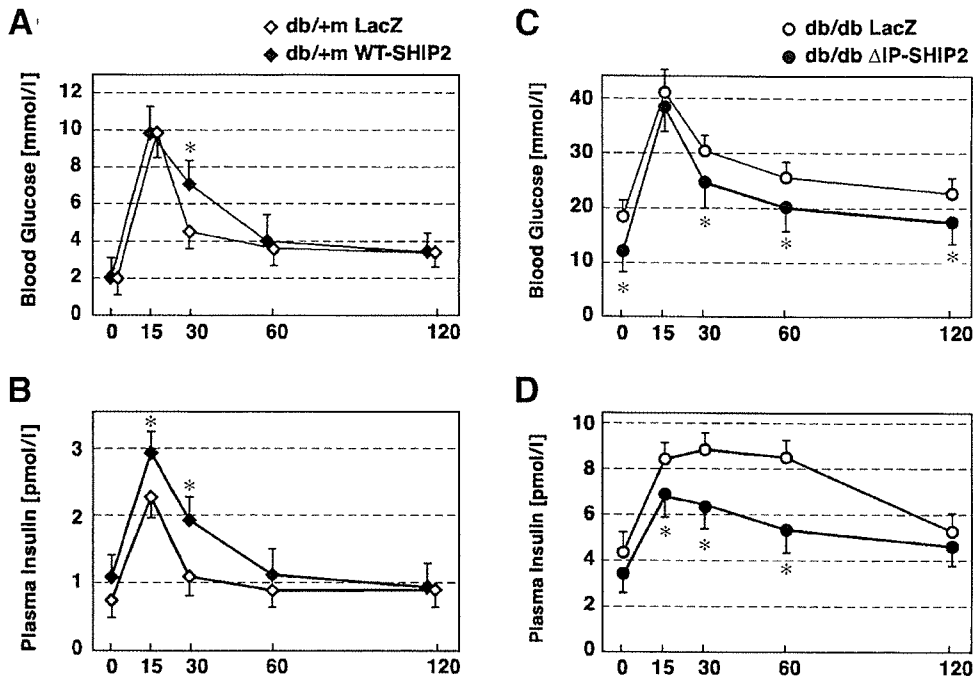 A
db/+m LacZ
db/+m WT-SHIP2
Blood Glucose [mmol/l]
12
10
8
6
4
2
0
*
0 15 30 60 120
B
Plasma Insulin [pmol/l]
3
2
1
0
*
*
0 15 30 60 120
C
db/db LacZ
db/db ΔIP-SHIP2
Blood Glucose [mmol/l]
40
30
20
10
0
*
*
*
*
0 15 30 60 120
D
Plasma Insulin [pmol/l]
10
8
6
4
2
0
*
*
*
0 15 30 60 120